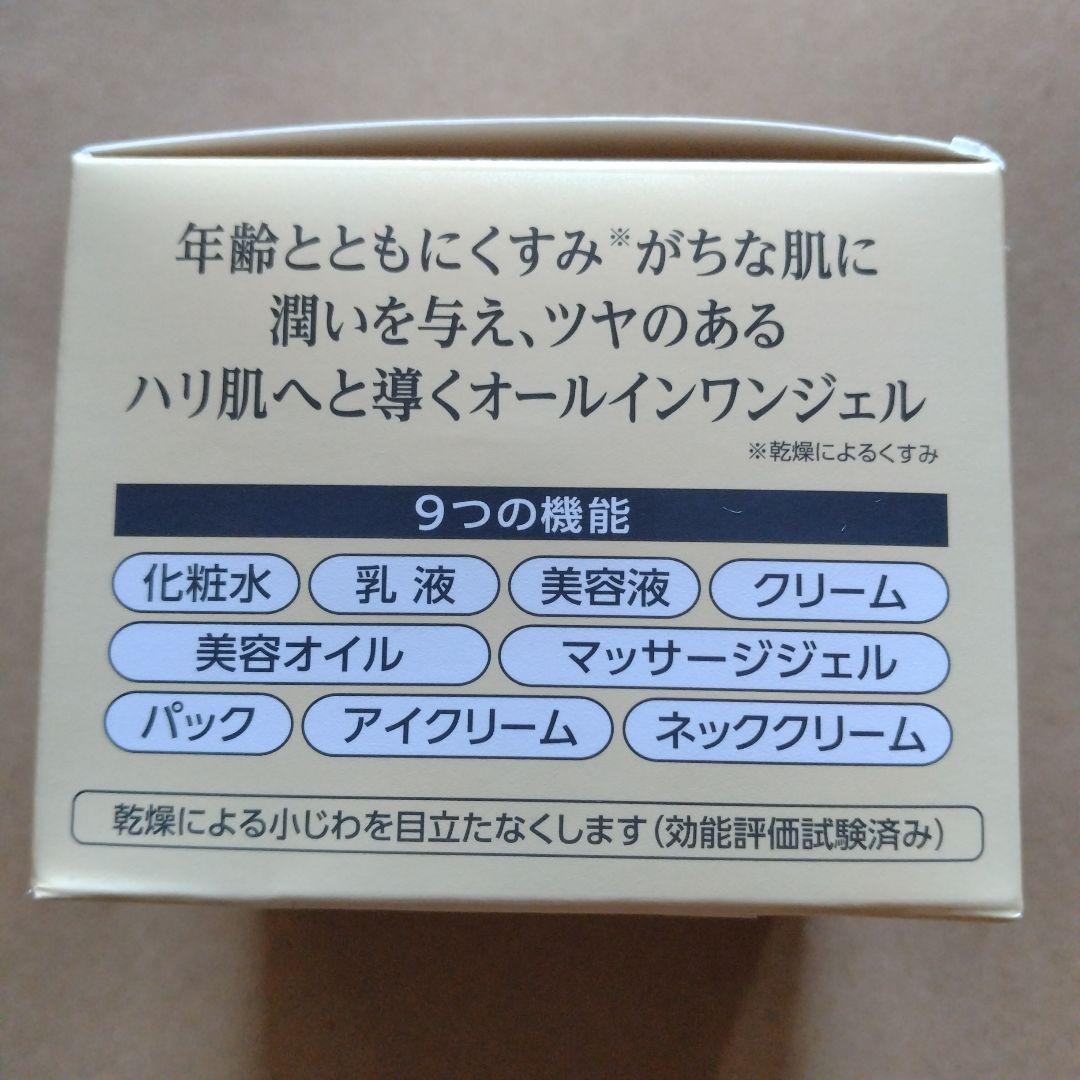 年齢とともにくすみ※がちな肌に
潤いを与え、ツヤのある
ハリ肌へと導くオールインワンジェル
※乾燥によるくすみ
9つの機能
化粧水 乳液 美容液 クリーム
美容オイル マッサージジェル
パック アイクリーム ネッククリーム
乾燥による小じわを目立たなくします(効能評価試験済み)